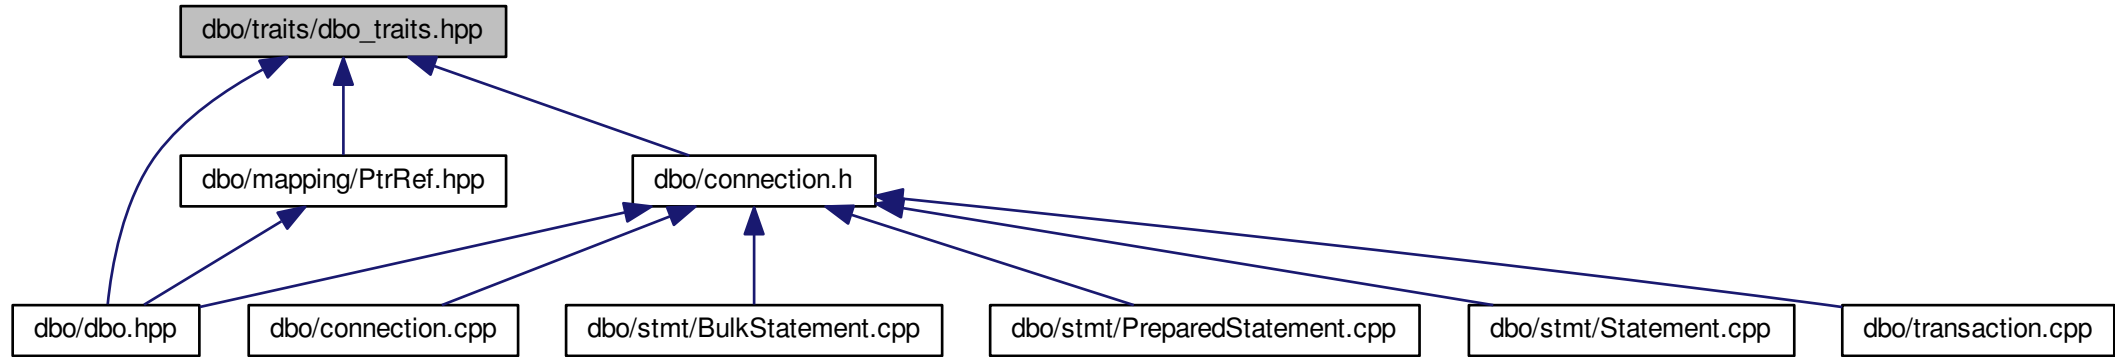 dbo/traits/dbo_traits.hpp
dbo/mapping/PtrRef.hpp
dbo/connection.h
dbo/dbo.hpp
dbo/connection.cpp
dbo/stmt/BulkStatement.cpp
dbo/stmt/PreparedStatement.cpp
dbo/stmt/Statement.cpp
dbo/transaction.cpp